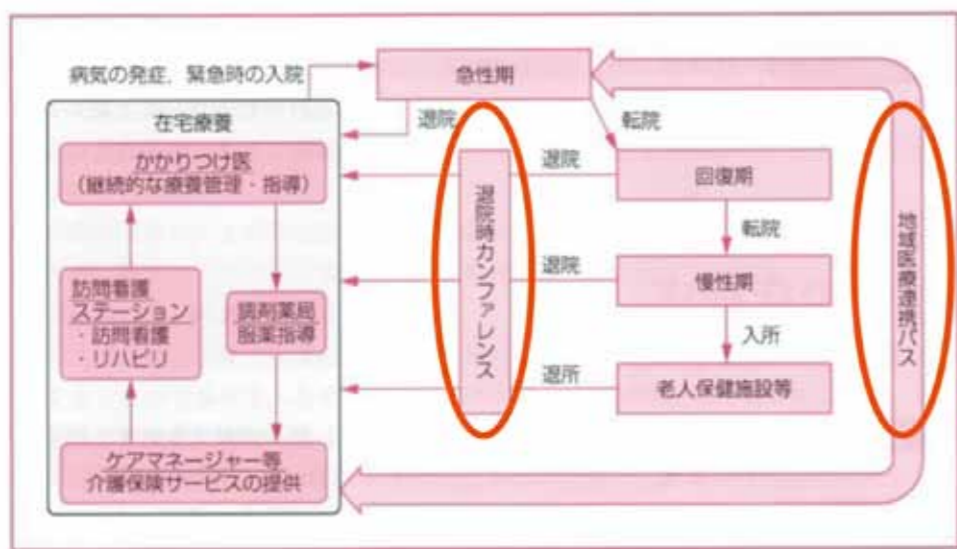 病気の発症，緊急時の入院
急性期
退院
転院
在宅療養
かかりつけ医
（継続的な療養管理・指導）
退院
回復期
転院
退院時カンファレンス
地域医療連携パス
訪問看護
ステーション
・訪問看護
・リハビリ
調剤薬局
服薬指導
退院
慢性期
入所
退所
老人保健施設等
ケアマネージャー等
介護保険サービスの提供